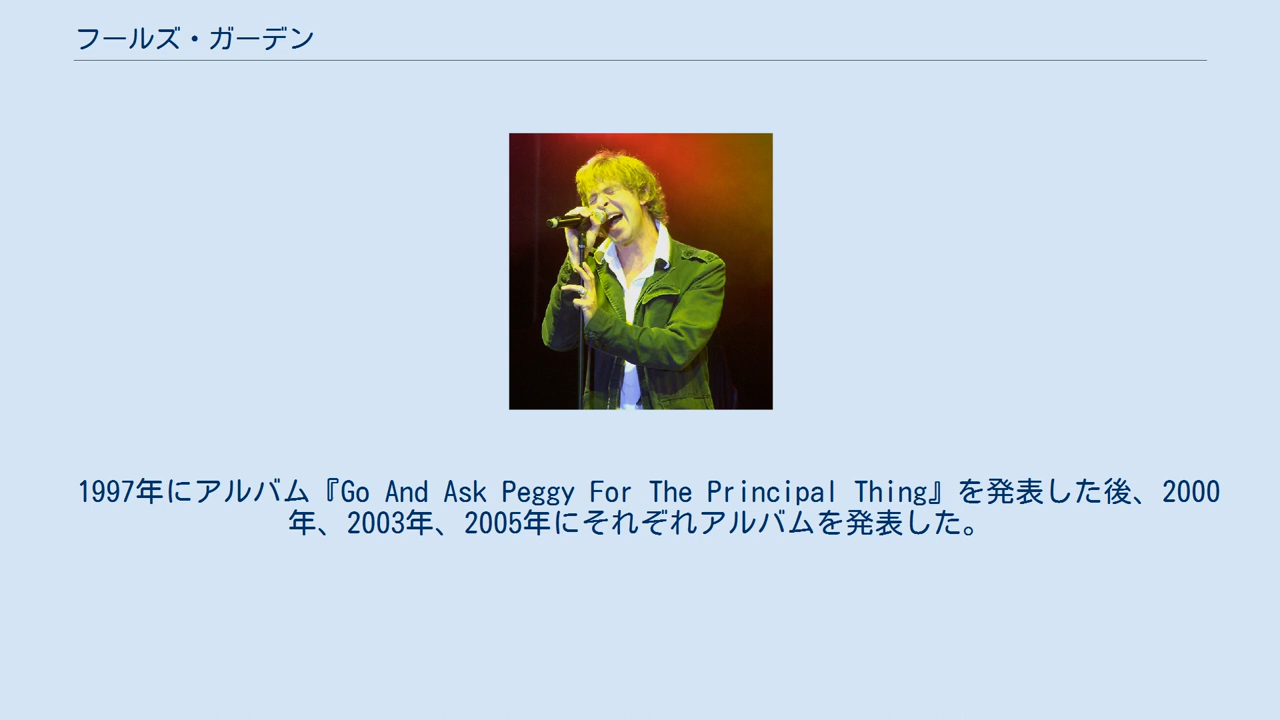 フールズ・ガーデン
1997年にアルバム『Go And Ask Peggy For The Principal Thing』を発表した後、2000
年、2003年、2005年にそれぞれアルバムを発表した。